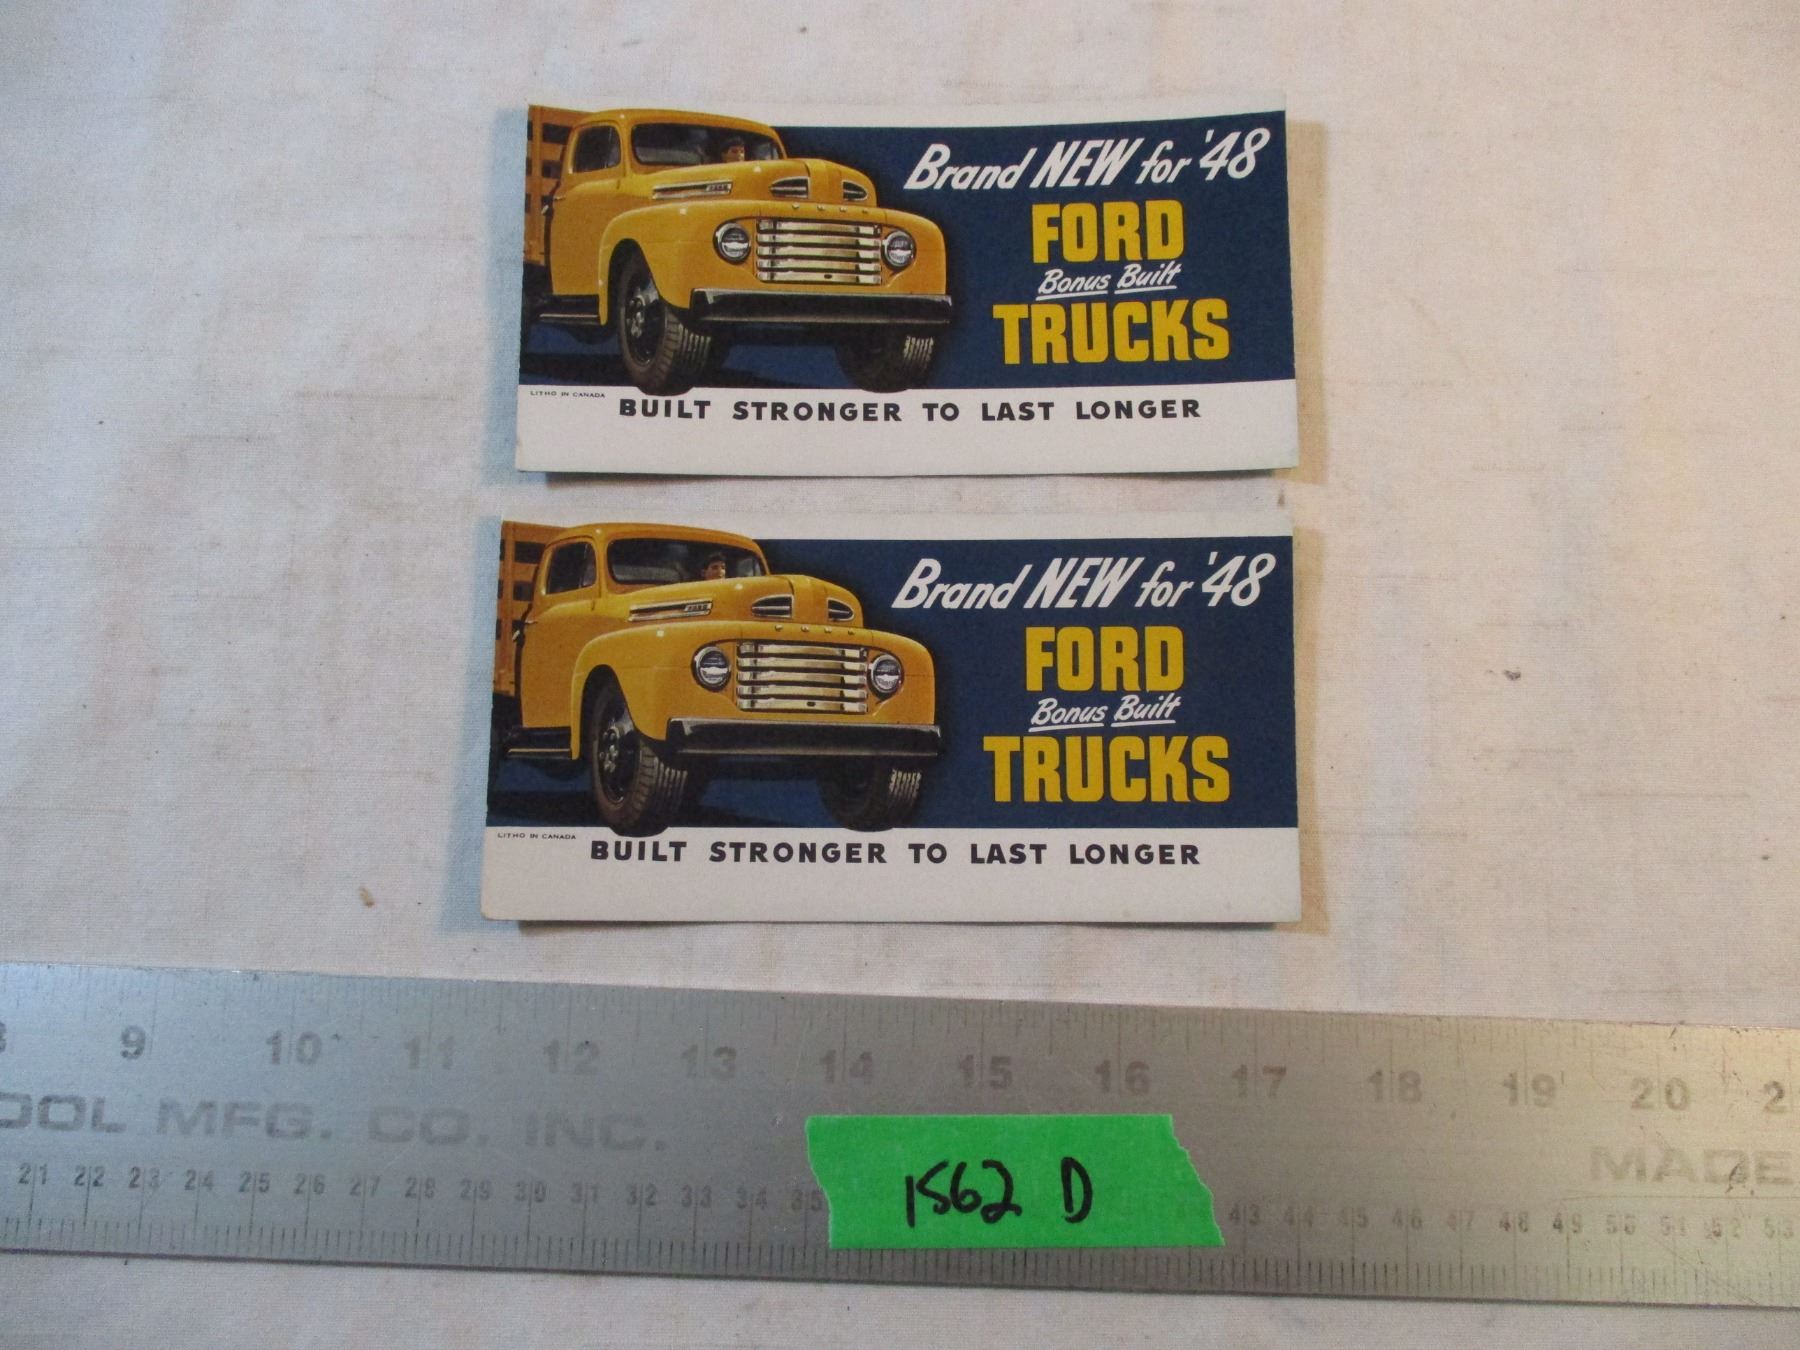 Brand NEW for '48
FORD
Bonus Built
TRUCKS
LITHO IN CANADA
BUILT STRONGER TO LAST LONGER
Brand NEW for '48
FORD
Bonus Built
TRUCKS
LITHO IN CANADA
BUILT STRONGER TO LAST LONGER
9 10 11 12 13 14 15 16 17 18 19 20
OOL MFG. CO. INC.
MADE
21 22 23 24 25 26 27 28 29 30 31 32 33 34 35 43 44 45 46 47 48 49 50 51 52 53
1562 D